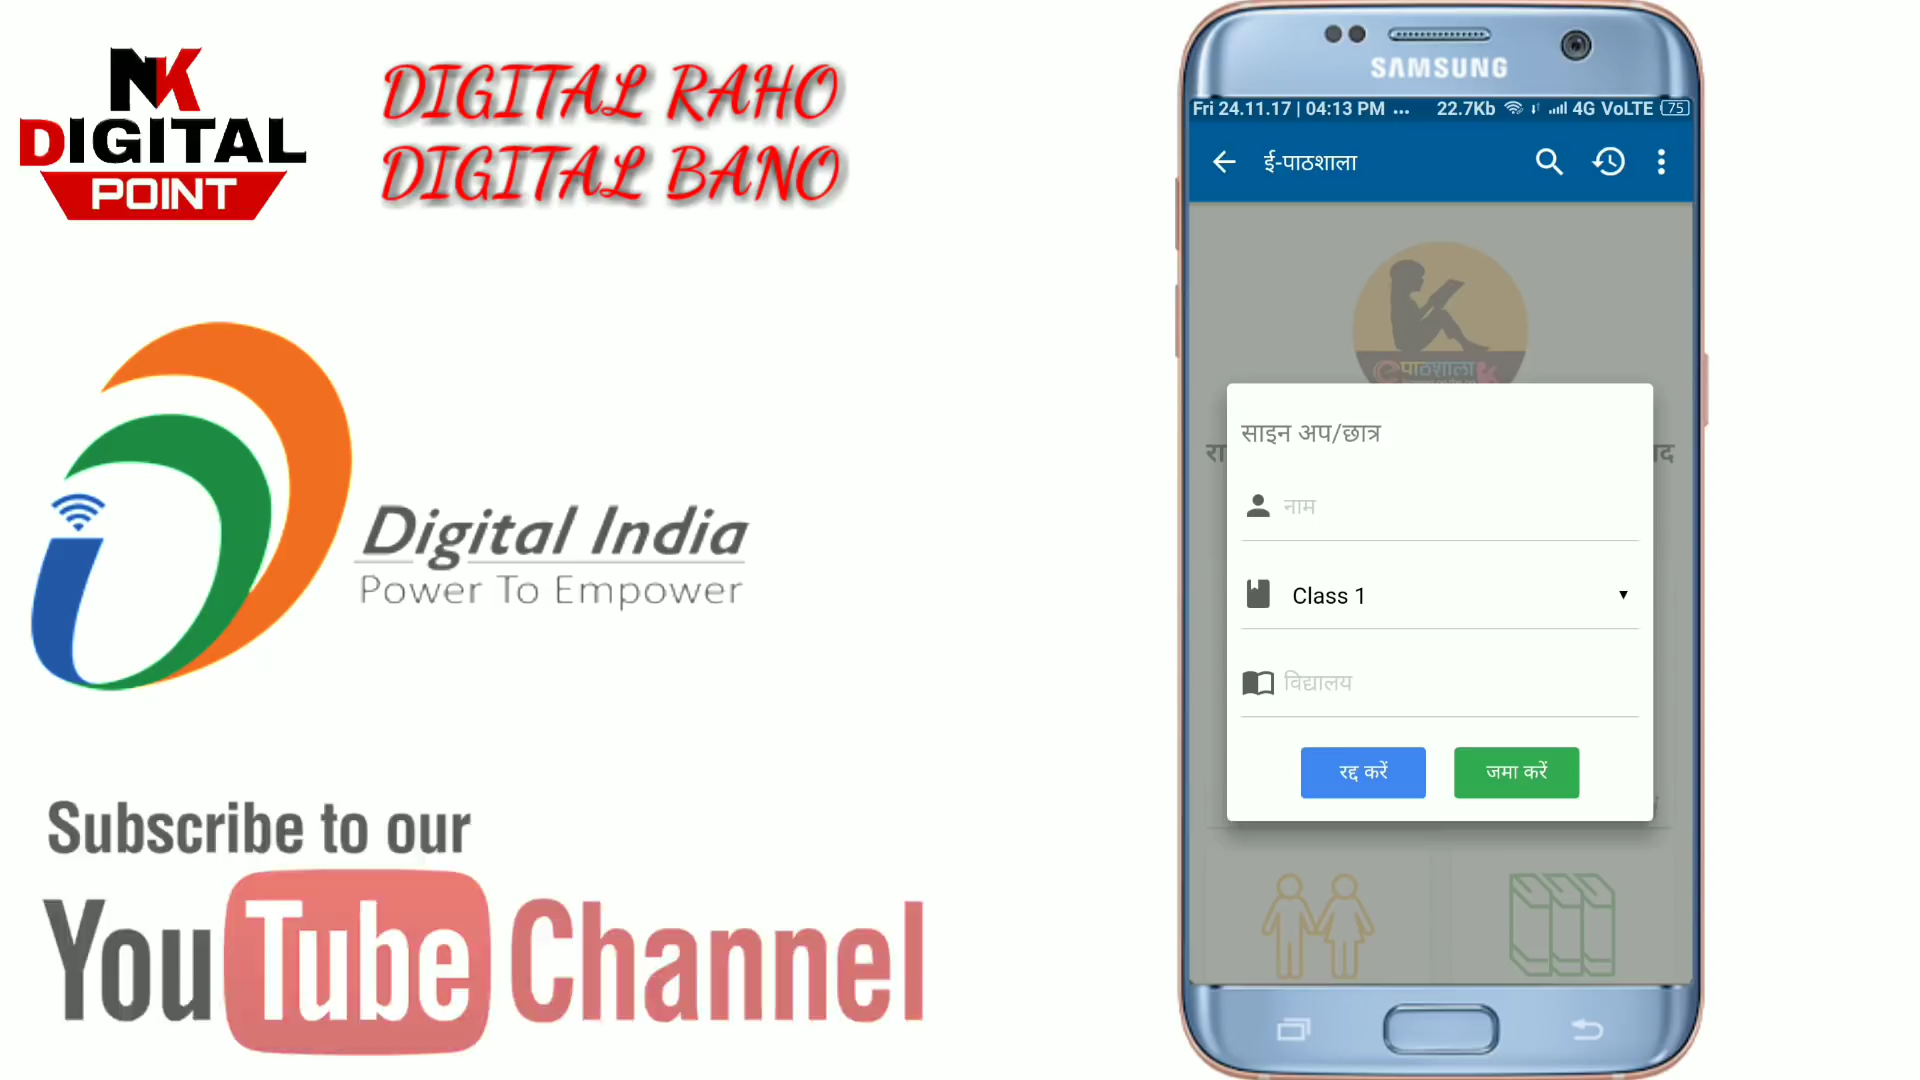 NK
DIGITAL
POINT
DIGITAL RAHO
DIGITAL BANO
Digital India
Power To Empower
Subscribe to our
YouTube Channel
SAMSUNG
Fri 24.11.17 | 04:13 PM ... 22.7Kb 4G VoLTE 75
ई-पाठशाला
eपाठशाला
रा
द
साइन अप/छात्र
नाम
Class 1
विद्यालय
रद्द करें
जमा करें